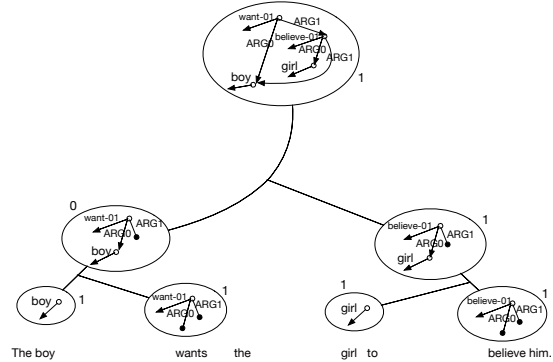 want-01 ARG1
believe-01
ARG0 ARG0 ARG1
girl
boy
1
0
want-01 ARG1
ARG0
boy
1
believe-01
ARG0 ARG1
girl
boy 1
want-01 1
ARG1
ARG0
1
girl
believe-01 1
ARG1
ARG0
The boy wants the girl to believe him.